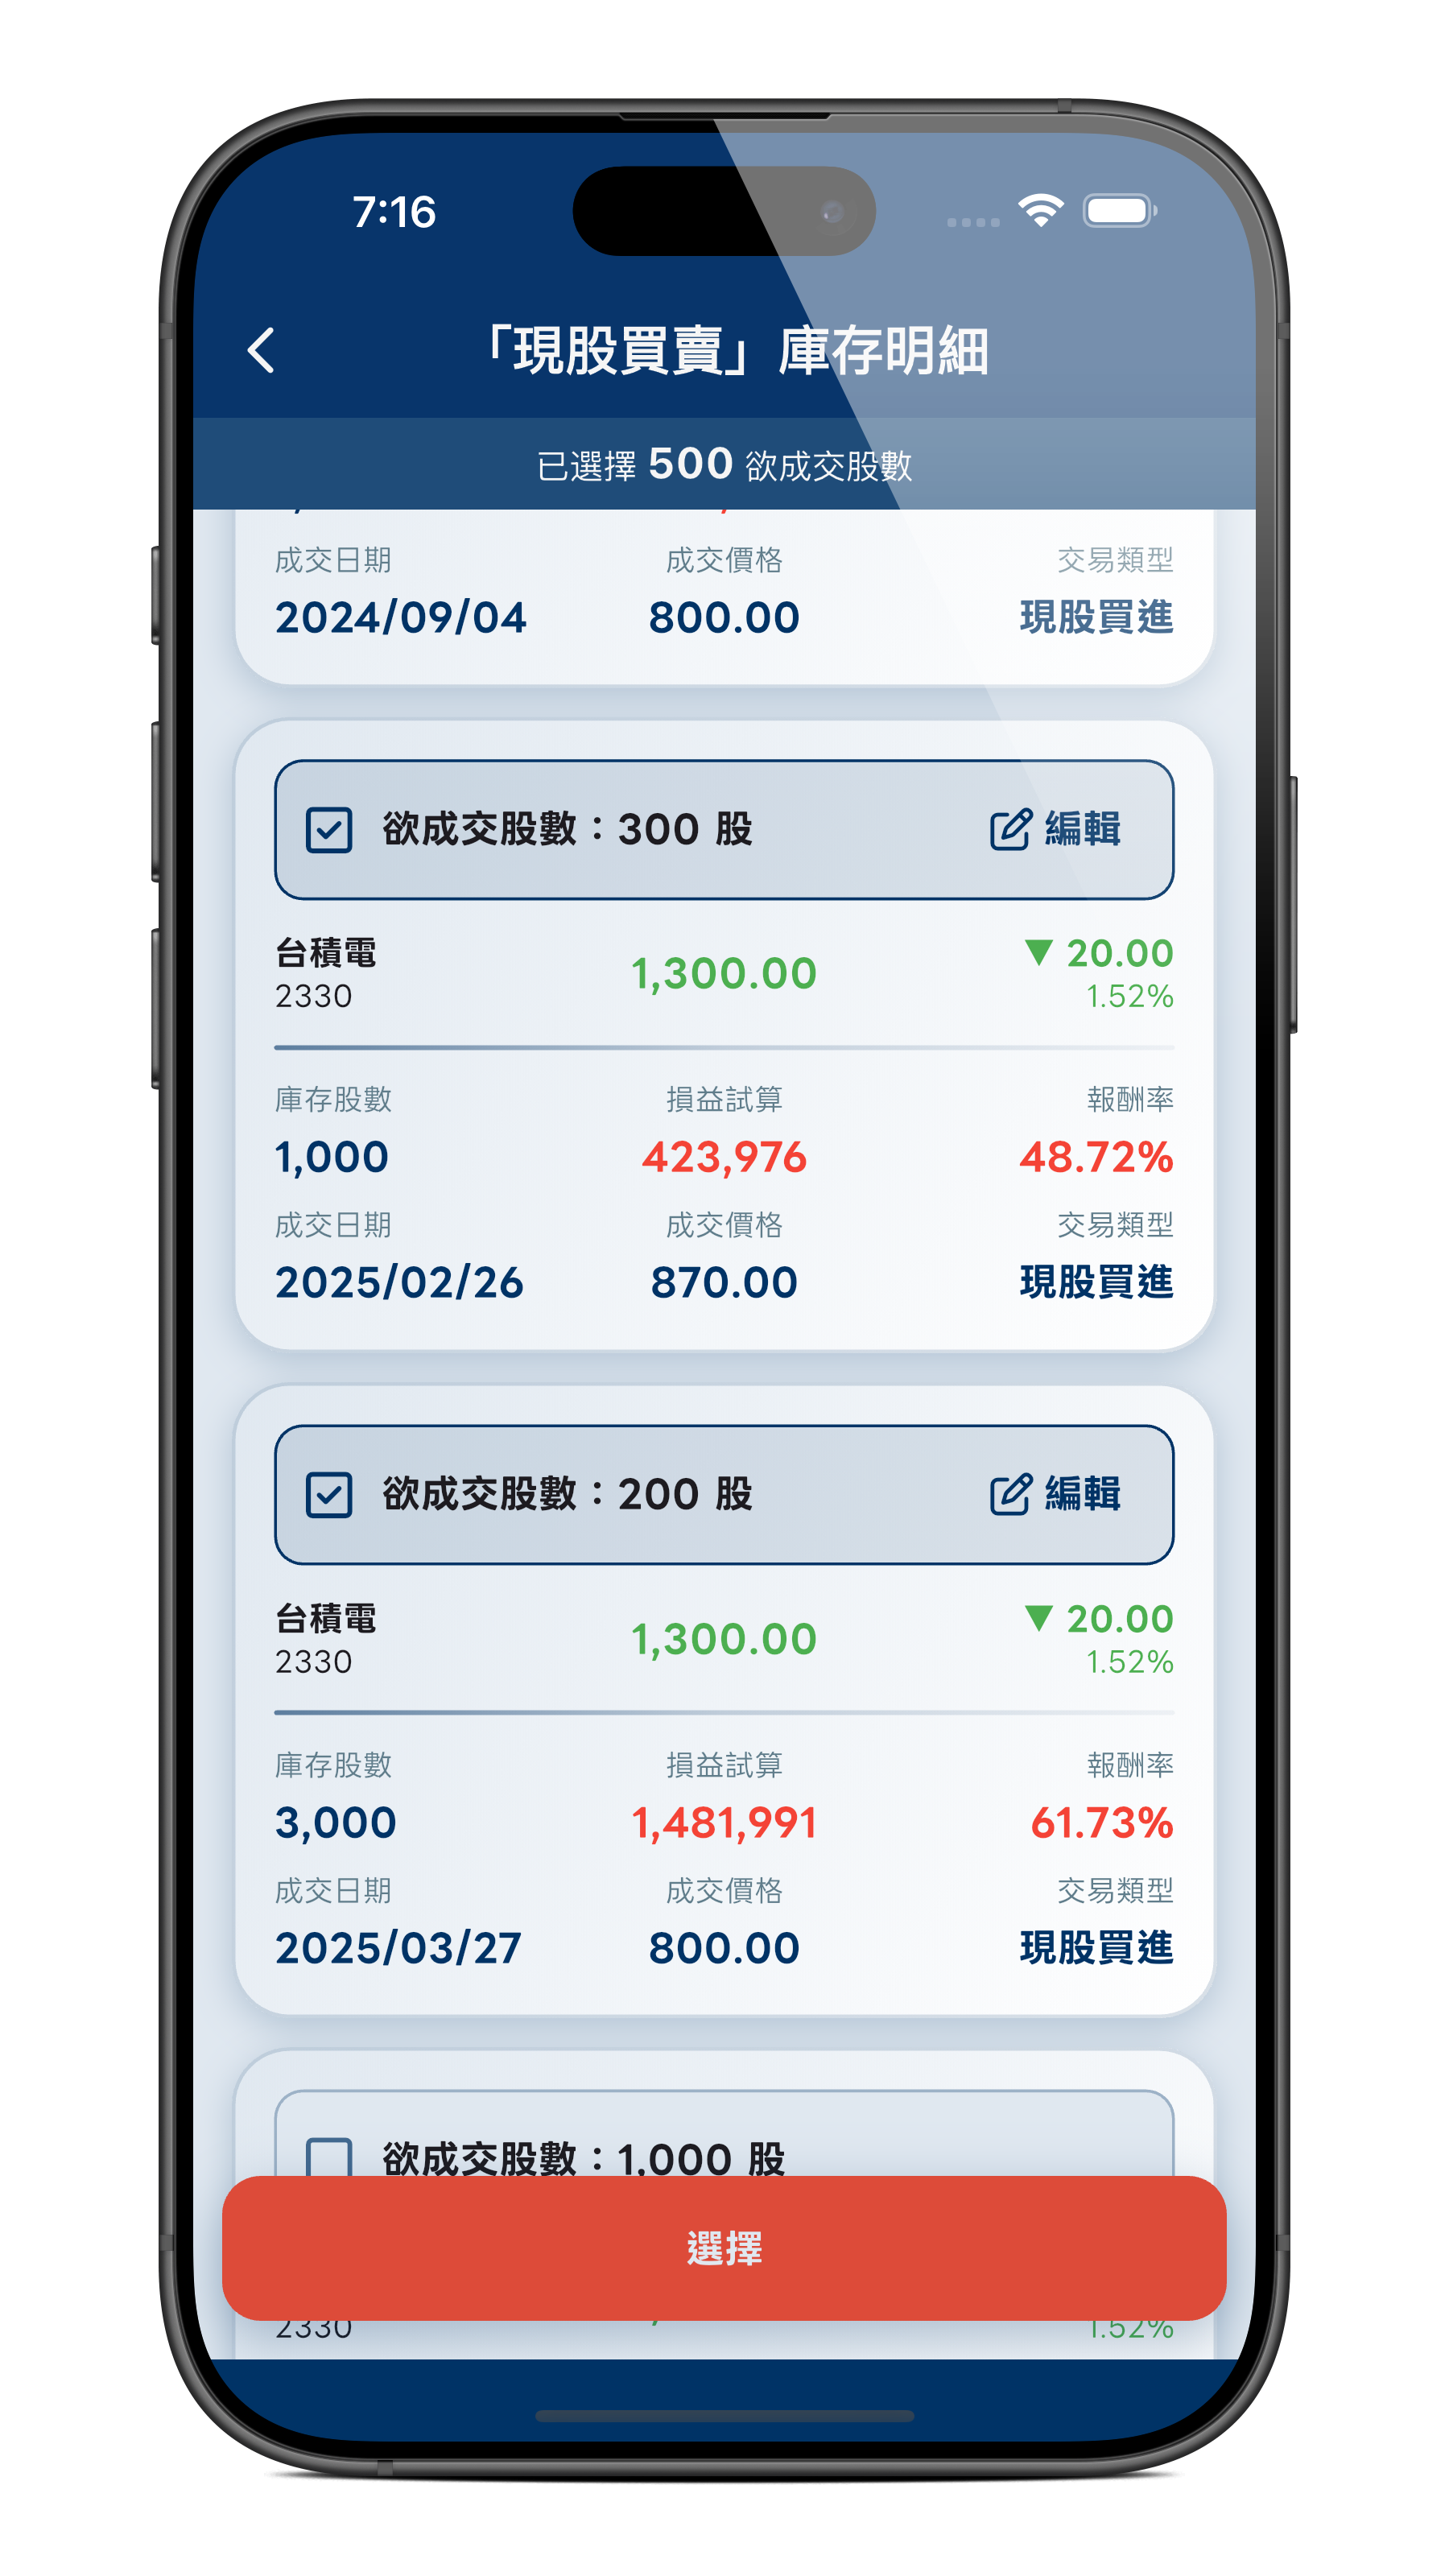 7:16
「現股買賣」庫存明細
已選擇 500 欲成交股數
成交日期 成交價格 交易類型
2024/09/04 800.00 現股買進
欲成交股數：300 股 編輯
台積電 1,300.00 ▼ 20.00
2330 1.52%
庫存股數 損益試算 報酬率
1,000 423,976 48.72%
成交日期 成交價格 交易類型
2025/02/26 870.00 現股買進
欲成交股數：200 股 編輯
台積電 1,300.00 ▼ 20.00
2330 1.52%
庫存股數 損益試算 報酬率
3,000 1,481,991 61.73%
成交日期 成交價格 交易類型
2025/03/27 800.00 現股買進
欲成交股數：1,000 股
選擇
2330 1.52%